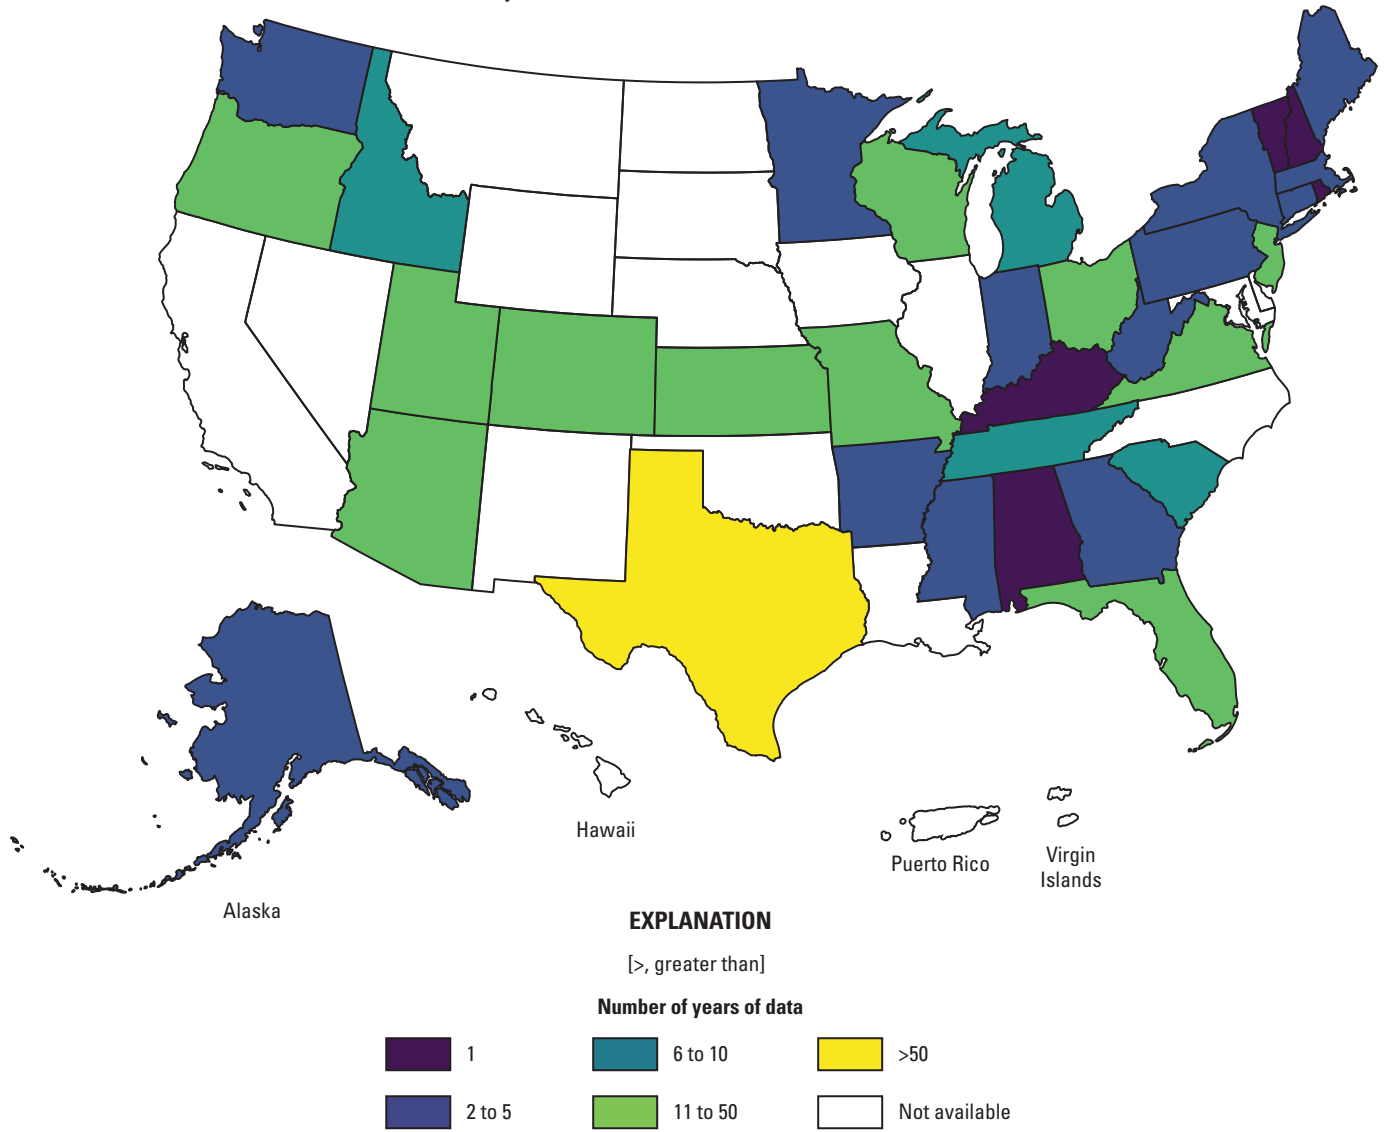 Hawaii
Puerto Rico
Virgin
Islands
Alaska
EXPLANATION
[>, greater than]
Number of years of data
1
6 to 10
>50
2 to 5
11 to 50
Not available